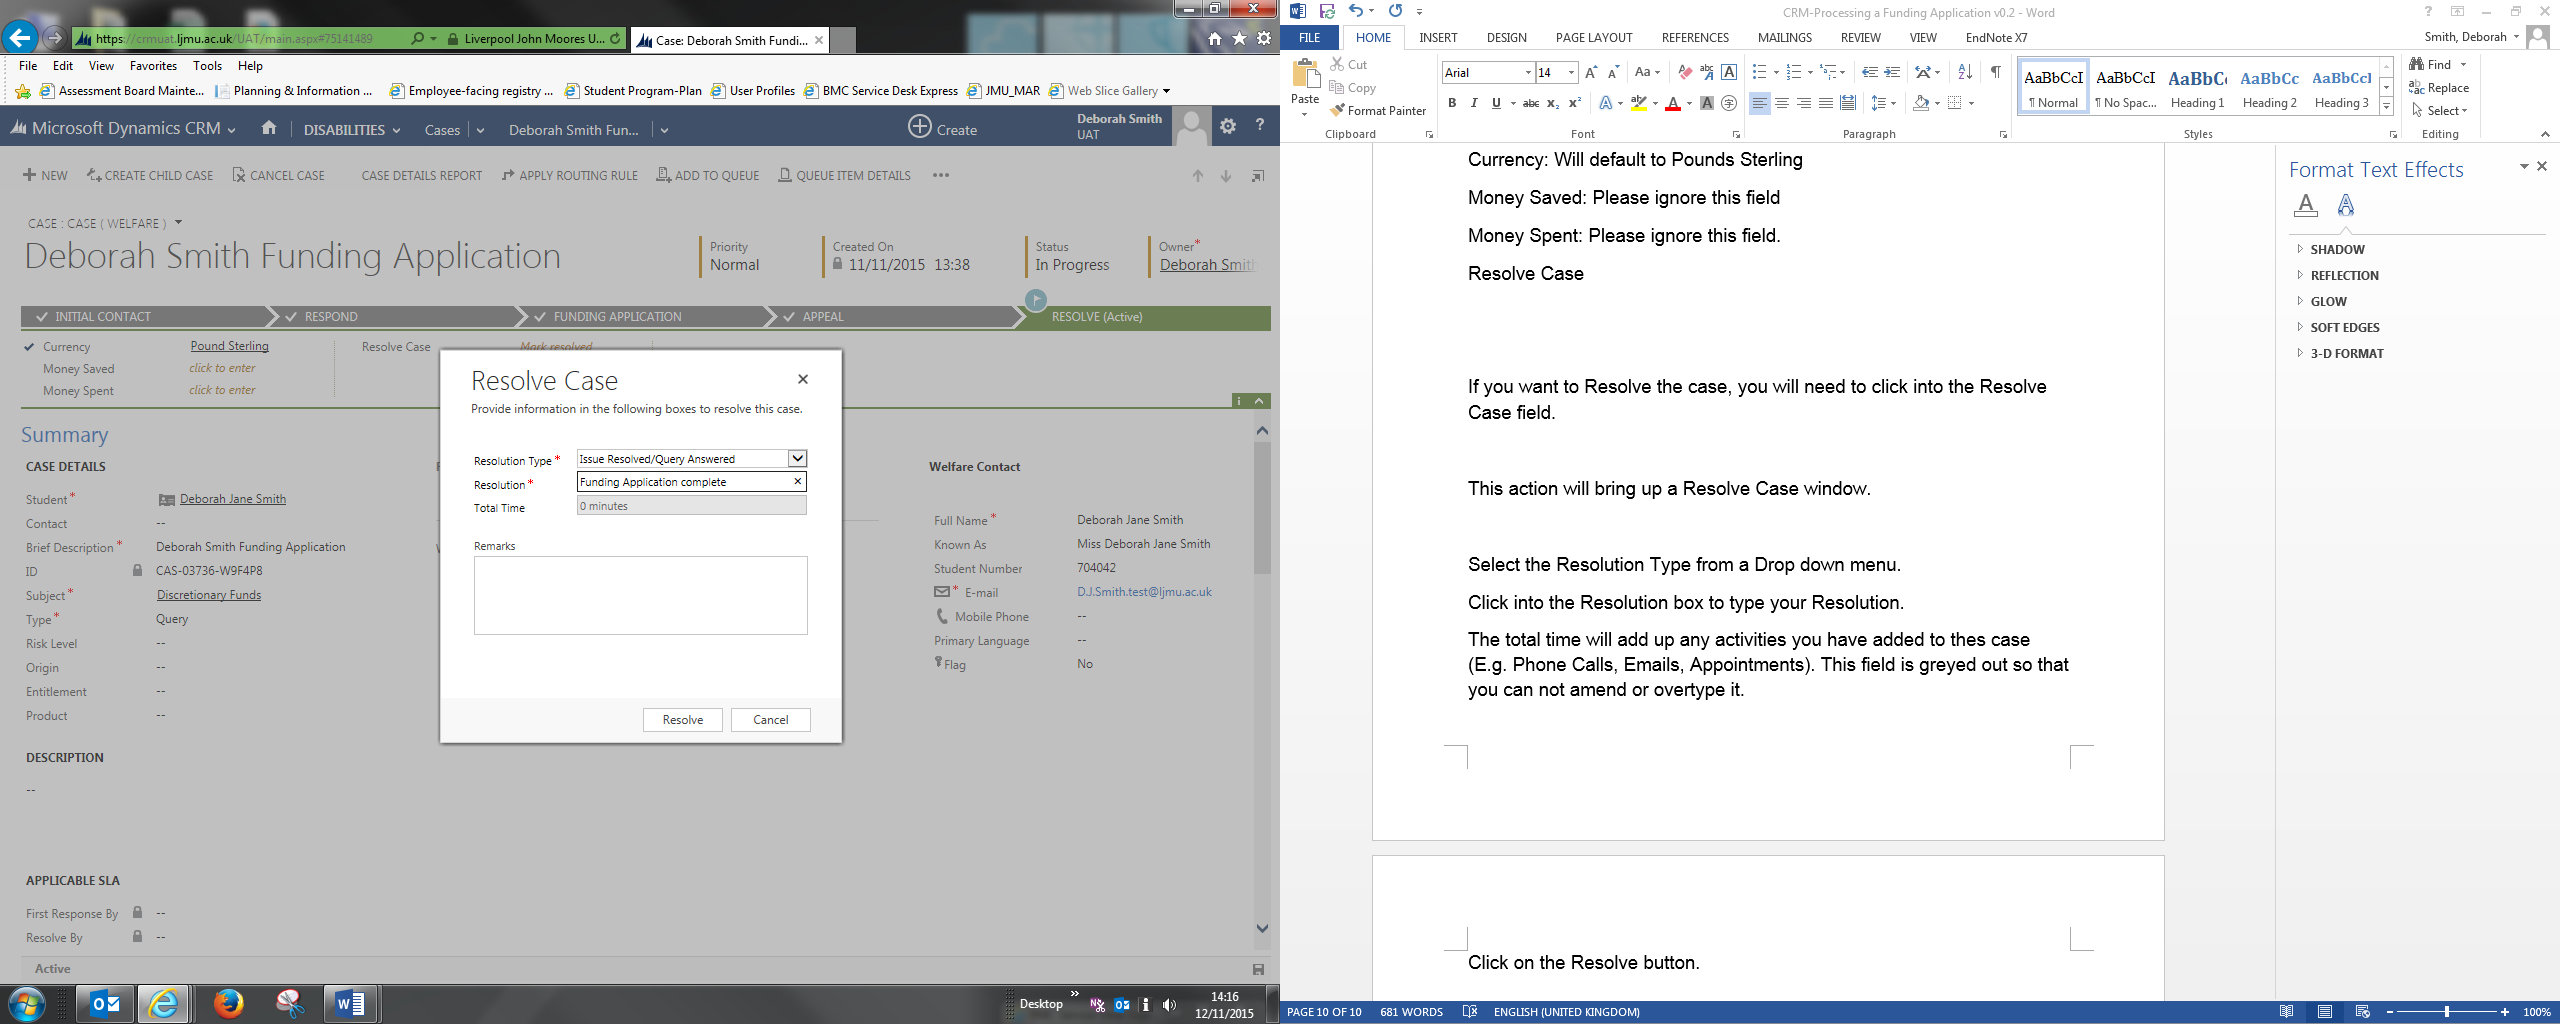 https://crmuat.ljmu.ac.uk/UAT/main.aspx#75141489
Liverpool John Moores U...
Case: Deborah Smith Fundi...
File Edit View Favorites Tools Help
Assessment Board Mainte... Planning & Information ... Employee-facing registry ... Student Program-Plan User Profiles BMC Service Desk Express JMU_MAR Web Slice Gallery
Microsoft Dynamics CRM DISABILITIES Cases Deborah Smith Fun... Create
Deborah Smith
UAT
?
NEW CREATE CHILD CASE CANCEL CASE CASE DETAILS REPORT APPLY ROUTING RULE ADD TO QUEUE QUEUE ITEM DETAILS •••
CASE : CASE ( WELFARE )
Deborah Smith Funding Application
Priority
Normal
Created On
11/11/2015 13:38
Status
In Progress
Owner*
Deborah Smith
INITIAL CONTACT RESPOND FUNDING APPLICATION APPEAL RESOLVE (Active)
Currency Pound Sterling Resolve Case Mark resolved
Money Saved click to enter
Money Spent click to enter
Resolve Case
Provide information in the following boxes to resolve this case.
Resolution Type * Issue Resolved/Query Answered
Resolution * Funding Application complete
Total Time 0 minutes
Remarks
Resolve Cancel
Summary
CASE DETAILS
Student* Deborah Jane Smith
Contact --
Brief Description* Deborah Smith Funding Application
ID CAS-03736-W9F4P8
Subject* Discretionary Funds
Type* Query
Risk Level --
Origin --
Entitlement --
Product --
DESCRIPTION
--
APPLICABLE SLA
First Response By --
Resolve By --
Active
Welfare Contact
Full Name* Deborah Jane Smith
Known As Miss Deborah Jane Smith
Student Number 704042
* E-mail D.J.Smith.test@ljmu.ac.uk
Mobile Phone --
Primary Language --
Flag No
Desktop »
14:16
12/11/2015
CRM-Processing a Funding Application v0.2 - Word
FILE HOME INSERT DESIGN PAGE LAYOUT REFERENCES MAILINGS REVIEW VIEW EndNote X7
Smith, Deborah
Paste
Cut
Copy
Format Painter
Clipboard
Arial 14
Font
Paragraph
AaBbCcI AaBbCcI AaBbC AaBbCc AaBbCcI
¶ Normal ¶ No Spac... Heading 1 Heading 2 Heading 3
Styles
Find
Replace
Select
Editing
Currency: Will default to Pounds Sterling
Money Saved: Please ignore this field
Money Spent: Please ignore this field.
Resolve Case
If you want to Resolve the case, you will need to click into the Resolve
Case field.
This action will bring up a Resolve Case window.
Select the Resolution Type from a Drop down menu.
Click into the Resolution box to type your Resolution.
The total time will add up any activities you have added to thes case
(E.g. Phone Calls, Emails, Appointments). This field is greyed out so that
you can not amend or overtype it.
Click on the Resolve button.
Format Text Effects
SHADOW
REFLECTION
GLOW
SOFT EDGES
3-D FORMAT
PAGE 10 OF 10 681 WORDS ENGLISH (UNITED KINGDOM)
100%